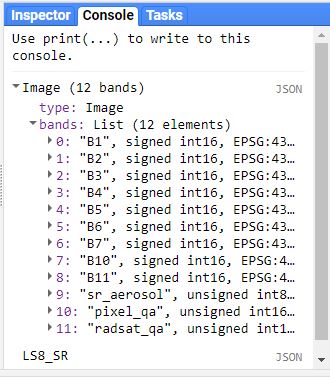 Inspector Console Tasks
Use print(...) to write to this
console.
Image (12 bands) JSON
type: Image
bands: List (12 elements)
0: "B1", signed int16, EPSG:43…
1: "B2", signed int16, EPSG:43…
2: "B3", signed int16, EPSG:43…
3: "B4", signed int16, EPSG:43…
4: "B5", signed int16, EPSG:43…
5: "B6", signed int16, EPSG:43…
6: "B7", signed int16, EPSG:43…
7: "B10", signed int16, EPSG:4…
8: "B11", signed int16, EPSG:4…
9: "sr_aerosol", unsigned int8…
10: "pixel_qa", unsigned int16…
11: "radsat_qa", unsigned int1…
LS8_SR JSON